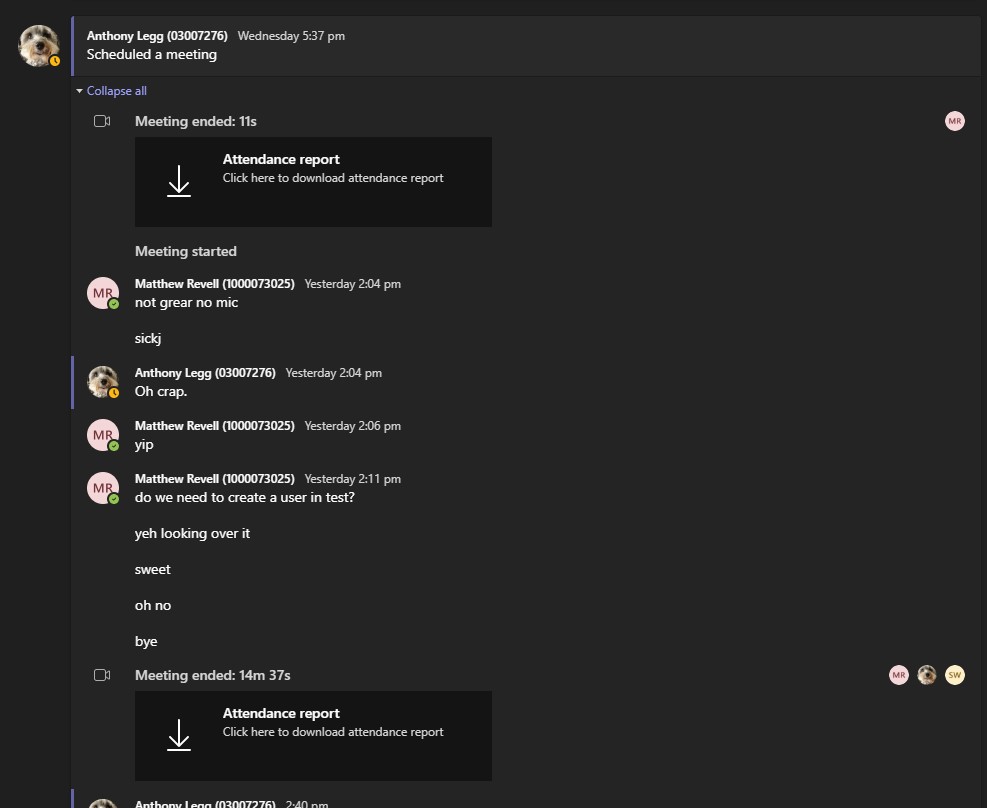 Anthony Legg (03007276) Wednesday 5:37 pm
Scheduled a meeting
Collapse all
Meeting ended: 11s
MR
Attendance report
Click here to download attendance report
Meeting started
MR
Matthew Revell (1000073025) Yesterday 2:04 pm
not grear no mic
sickj
Anthony Legg (03007276) Yesterday 2:04 pm
Oh crap.
MR
Matthew Revell (1000073025) Yesterday 2:06 pm
yip
MR
Matthew Revell (1000073025) Yesterday 2:11 pm
do we need to create a user in test?
yeh looking over it
sweet
oh no
bye
Meeting ended: 14m 37s
MR SW
Attendance report
Click here to download attendance report
Anthony Legg (03007276) 2:40 pm